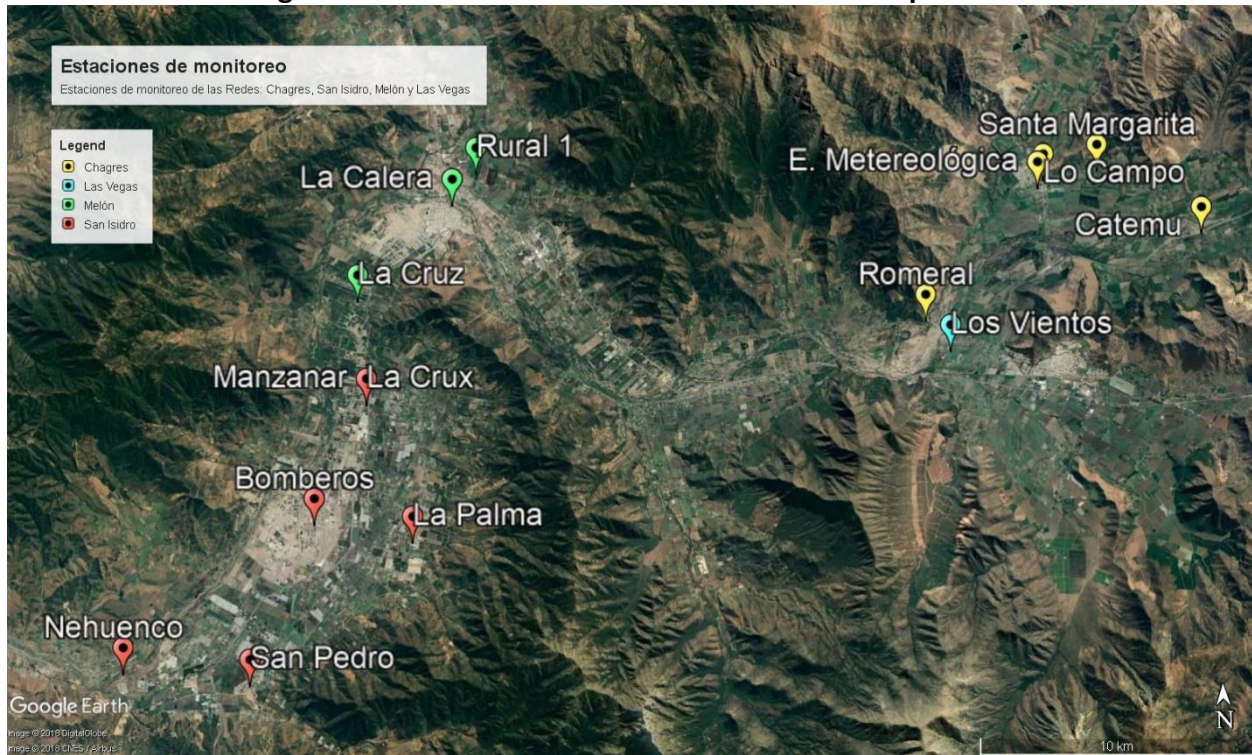 Estaciones de monitoreo
Estaciones de monitoreo de las Redes: Chagres, San Isidro, Melón y Las Vegas
Legend
Chagres
Las Vegas
Melón
San Isidro
Santa Margarita
Rural 1
E. Metereológica
Lo Campo
La Calera
Catemu
La Cruz
Romeral
Los Vientos
Manzanar
La Crux
Bomberos
La Palma
Nehuenco
San Pedro
Google Earth
Image © 2018 DigitalGlobe
Image © 2018 CNES / Airbus
N
10 km